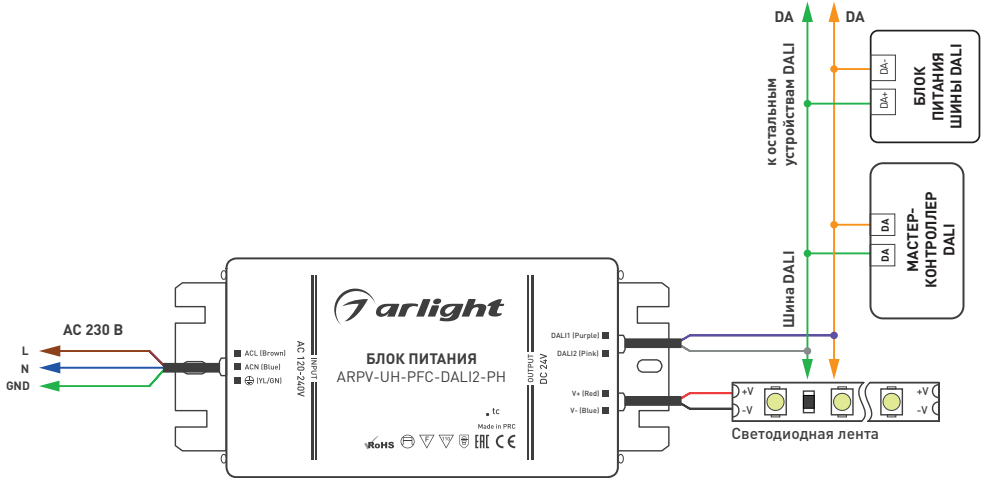 DA
DA
к остальным
устройствам DALI
DA-
DA+
БЛОК
ПИТАНИЯ
ШИНЫ DALI
DA
DA
МАСТЕР-
КОНТРОЛЛЕР
DALI
Шина DALI
AC 230 В
L
N
GND
ACL (Brown)
ACN (Blue)
(YL/GN)
INPUT
AC 120-240V
arlight
БЛОК ПИТАНИЯ
ARPV-UH-PFC-DALI2-PH
tc
Made in PRC
RoHS
F
110
EAC
CE
OUTPUT
DC 24V
DALI1 (Purple)
DALI2 (Pink)
V+ (Red)
V- (Blue)
+V
-V
+V
-V
Светодиодная лента